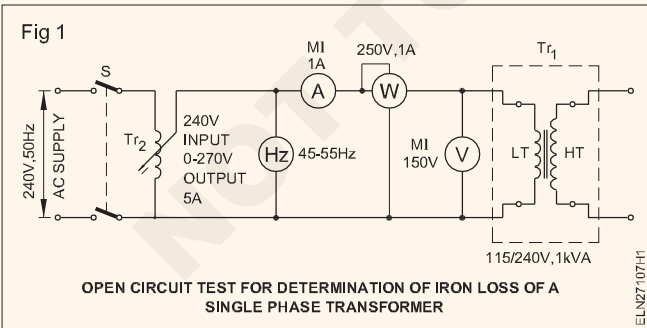 Fig 1
240V,50Hz
AC SUPPLY
S
Tr2
240V
INPUT
0-270V
OUTPUT
5A
Hz
45-55Hz
MI
1A
A
250V,1A
W
MI
150V
V
Tr1
LT
HT
115/240V,1kVA
OPEN CIRCUIT TEST FOR DETERMINATION OF IRON LOSS OF A
SINGLE PHASE TRANSFORMER
ELN27107H1